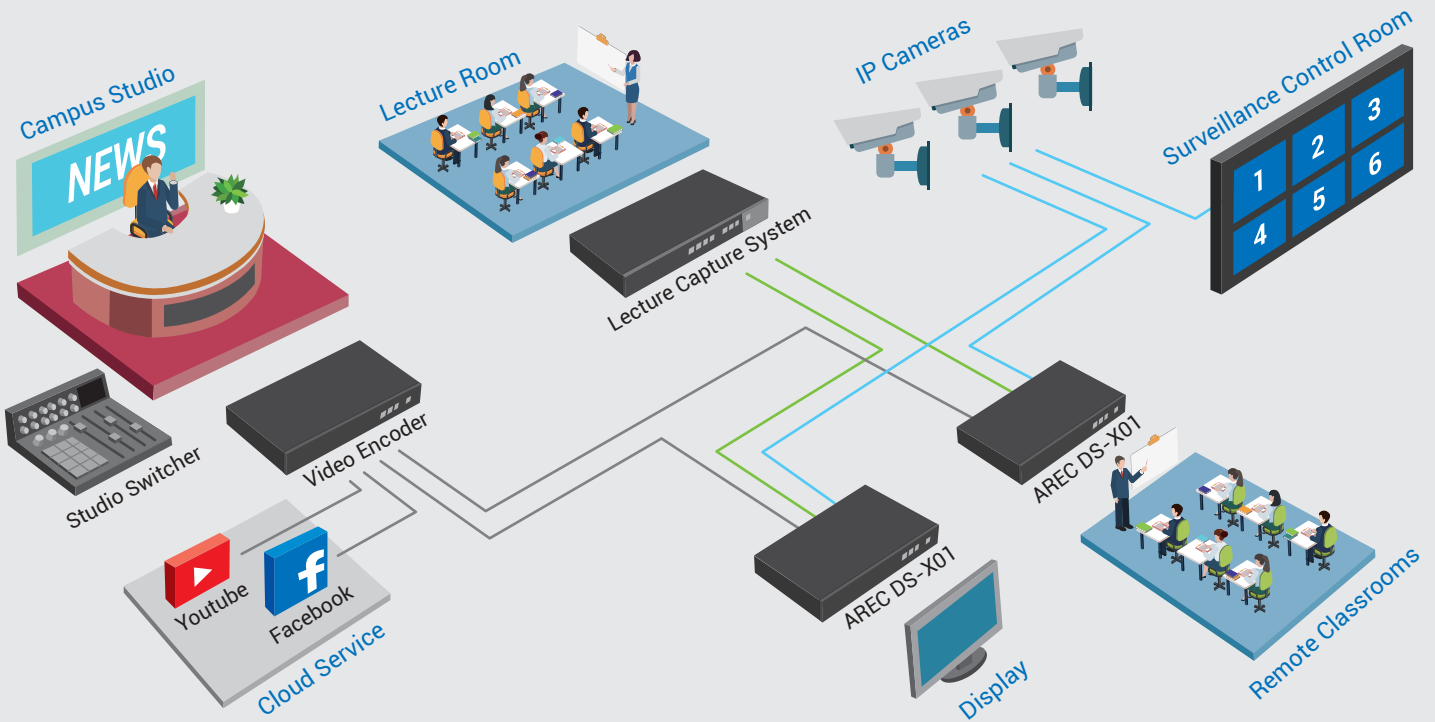 Campus Studio
NEWS
Lecture Room
IP Cameras
Surveillance Control Room
1
2
3
4
5
6
Lecture Capture System
Studio Switcher
Video Encoder
AREC DS-X01
AREC DS-X01
Youtube
f
Facebook
Cloud Service
Display
Remote Classrooms